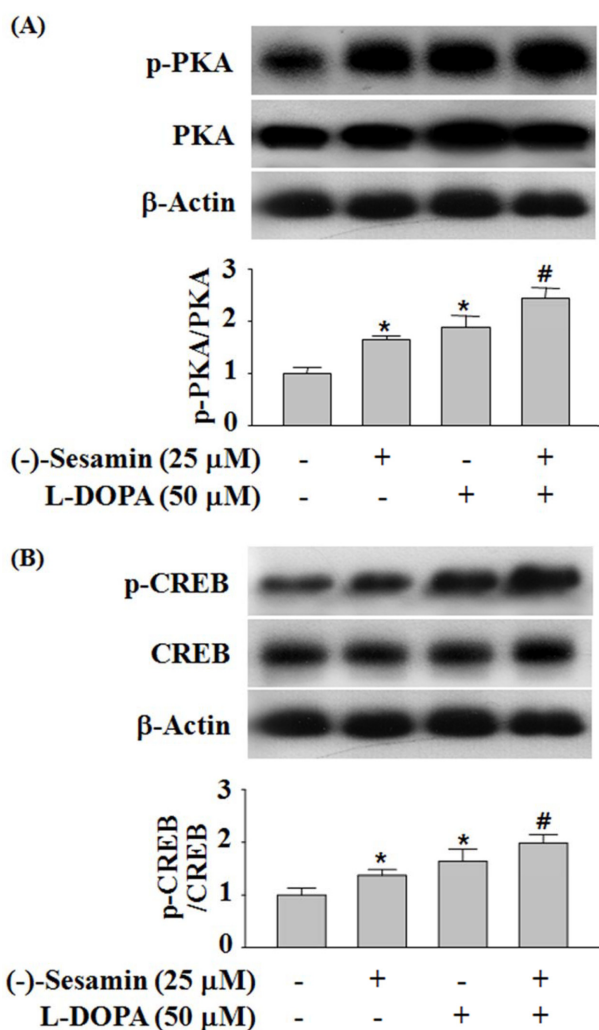 (A)
p-PKA
PKA
β-Actin
3
2
1
0
p-PKA/PKA
*
*
#
(-)-Sesamin (25 μM) - + - +
L-DOPA (50 μM) - - + +
(B)
p-CREB
CREB
β-Actin
3
2
1
0
p-CREB
/CREB
*
*
#
(-)-Sesamin (25 μM) - + - +
L-DOPA (50 μM) - - + +